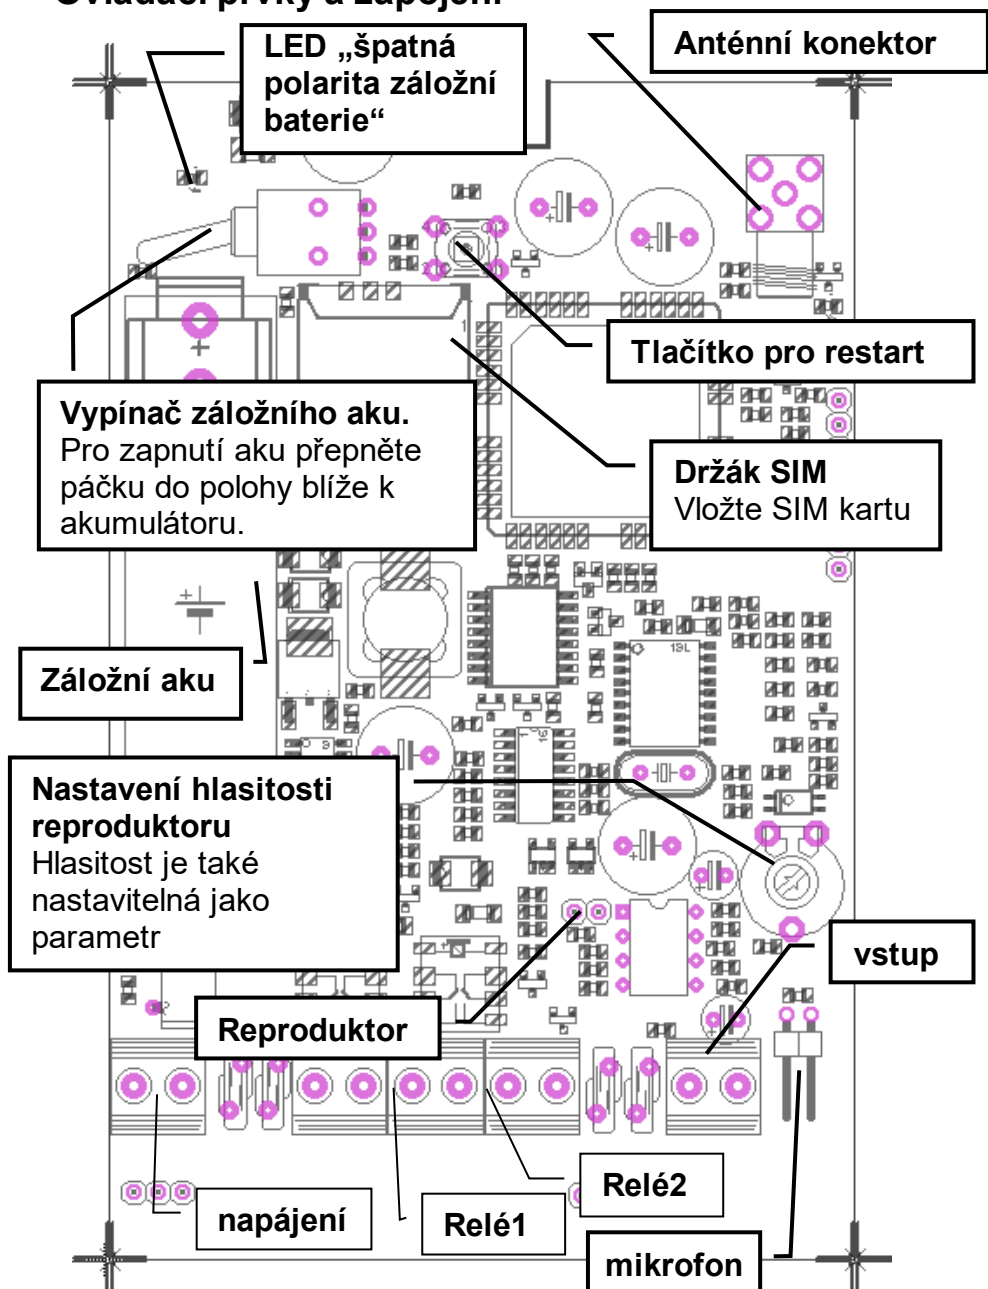 Ovládací prvky a zapojení
LED „špatná
polarita záložní
baterie“
Anténní konektor
Tlačítko pro restart
Vypínač záložního aku.
Pro zapnutí aku přepněte
páčku do polohy blíže k
akumulátoru.
Držák SIM
Vložte SIM kartu
Záložní aku
Nastavení hlasitosti
reproduktoru
Hlasitost je také
nastavitelná jako
parametr
vstup
Reproduktor
Relé2
napájení
Relé1
mikrofon